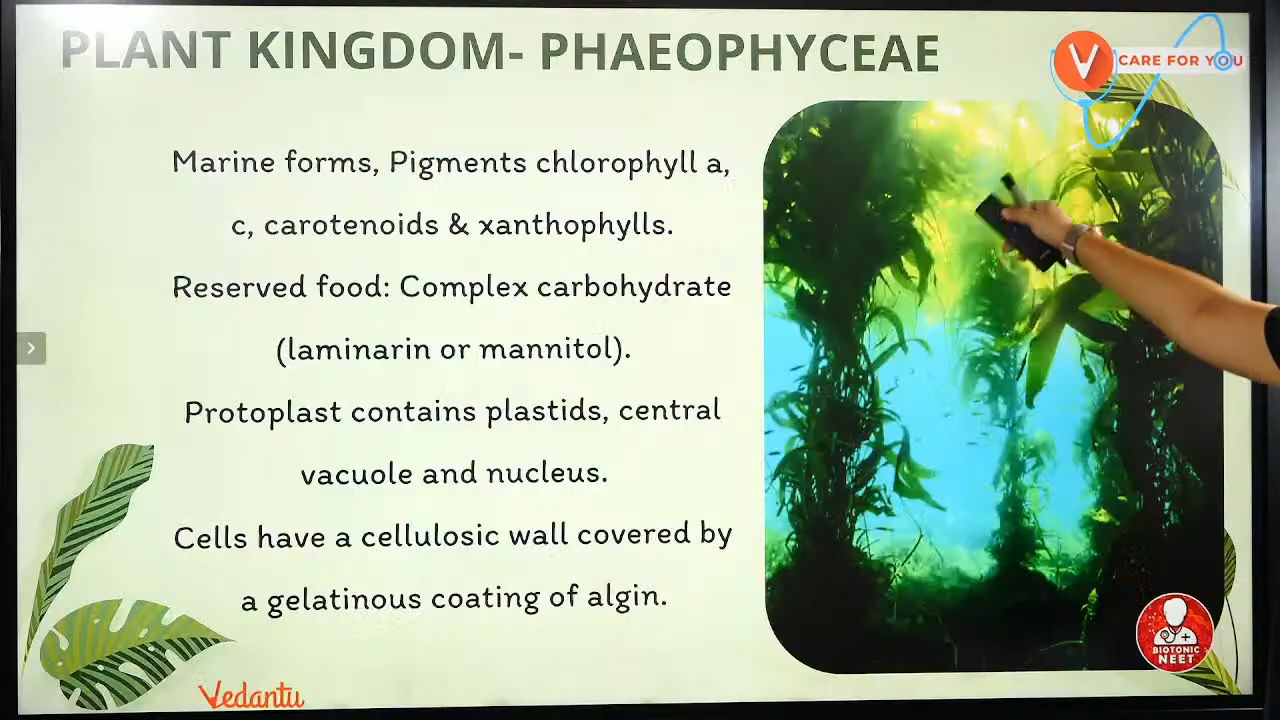 PLANT KINGDOM- PHAEOPHYCEAE
V CARE FOR YOU
Marine forms, Pigments chlorophyll a,
c, carotenoids & xanthophylls.
Reserved food: Complex carbohydrate
(laminarin or mannitol).
Protoplast contains plastids, central
vacuole and nucleus.
Cells have a cellulosic wall covered by
a gelatinous coating of algin.
BIOTONIC
NEET
Vedantu